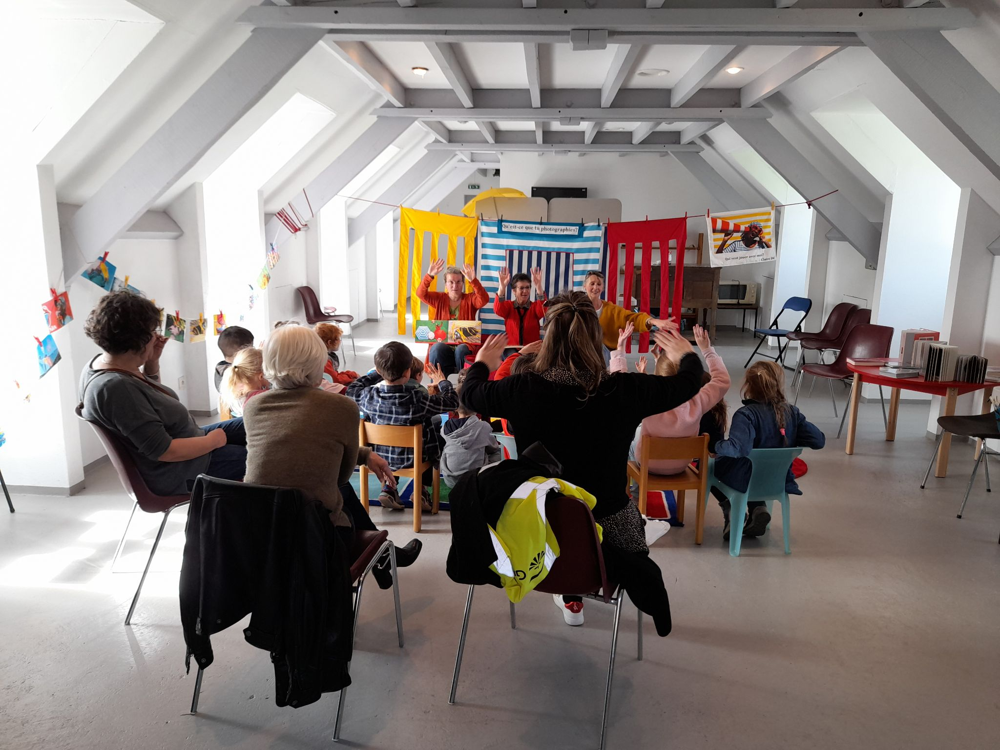 Qu'est-ce que tu photographies?
Qui veut jouer avec moi?
Claire Dé